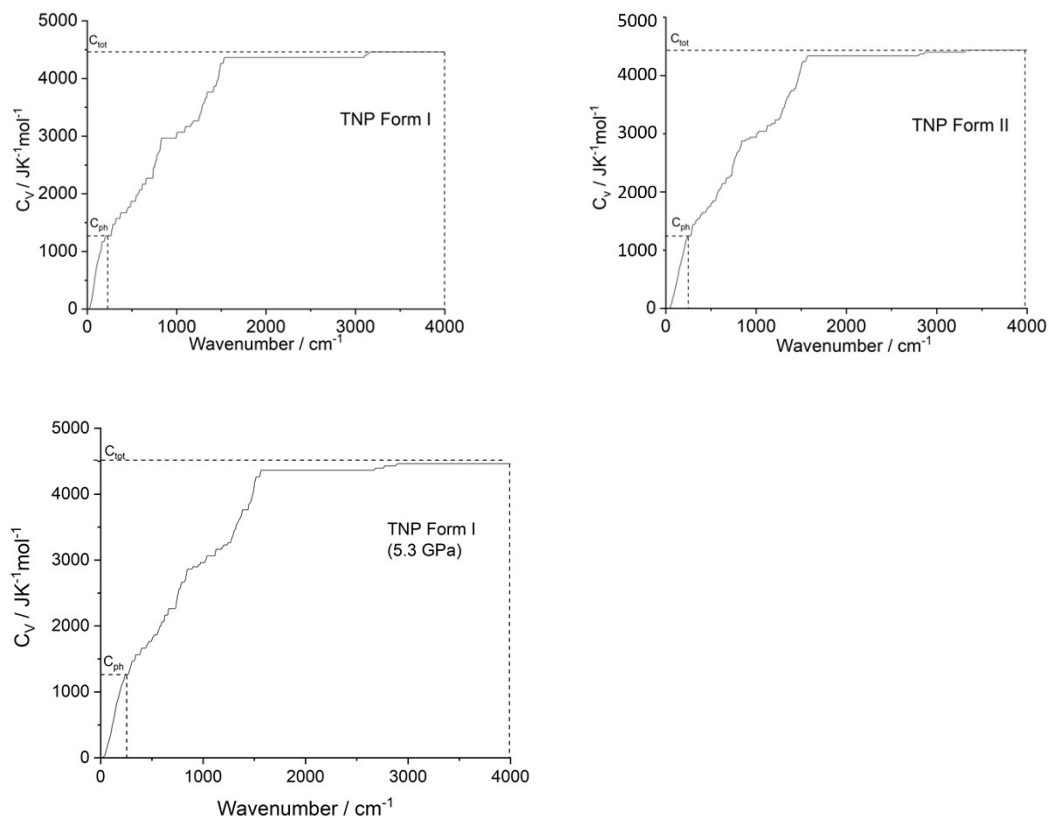 C_tot
5000
4000
3000
2000
1000
0
C_ph
C_V / JK⁻¹mol⁻¹
TNP Form I
0 1000 2000 3000 4000
Wavenumber / cm⁻¹
C_tot
5000
4000
3000
2000
1000
0
C_ph
C_V / JK⁻¹mol⁻¹
TNP Form II
0 1000 2000 3000 4000
Wavenumber / cm⁻¹
5000
C_tot
4000
3000
2000
1000
0
C_ph
C_V / JK⁻¹mol⁻¹
TNP Form I
(5.3 GPa)
0 1000 2000 3000 4000
Wavenumber / cm⁻¹